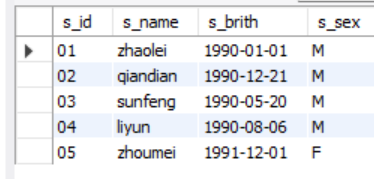 s_id s_name s_brith s_sex
01 zhaolei 1990-01-01 M
02 qiandian 1990-12-21 M
03 sunfeng 1990-05-20 M
04 liyun 1990-08-06 M
05 zhoumei 1991-12-01 F